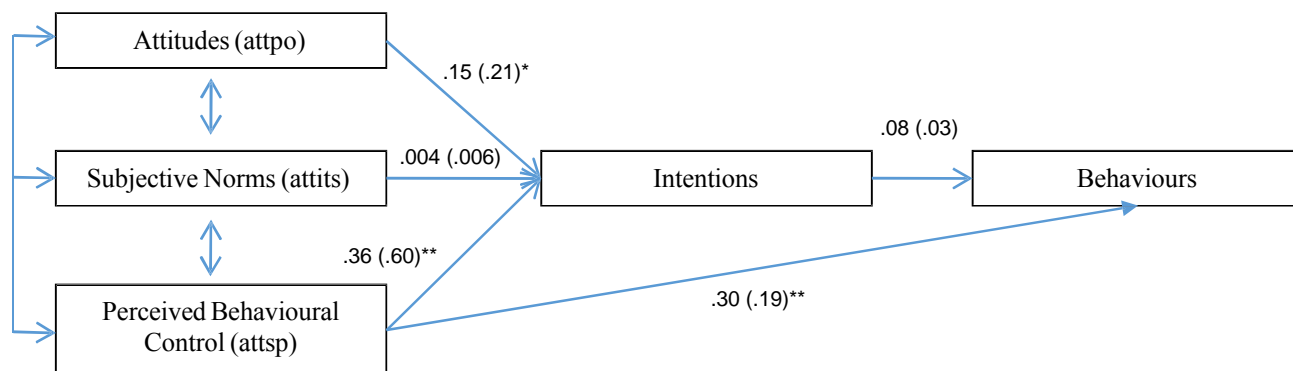 Attitudes (attpo)
.15 (.21)*
.004 (.006)
.08 (.03)
Subjective Norms (attits)
Intentions
Behaviours
.36 (.60)**
.30 (.19)**
Perceived Behavioural
Control (attsp)